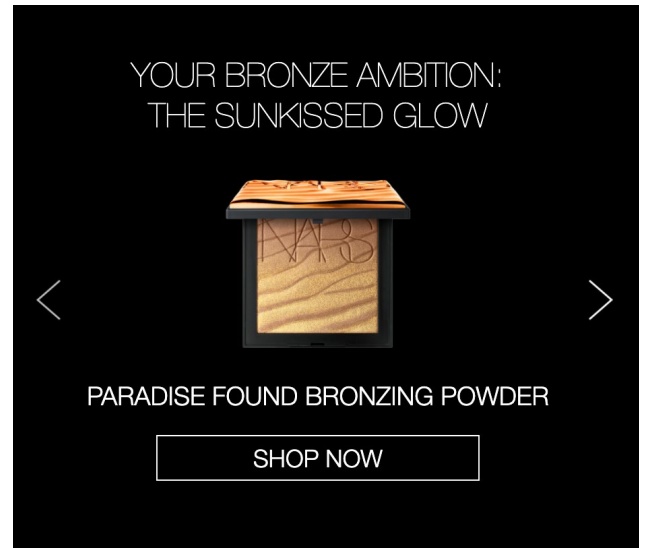 YOUR BRONZE AMBITION:
THE SUNKISSED GLOW
NARS
PARADISE FOUND BRONZING POWDER
SHOP NOW